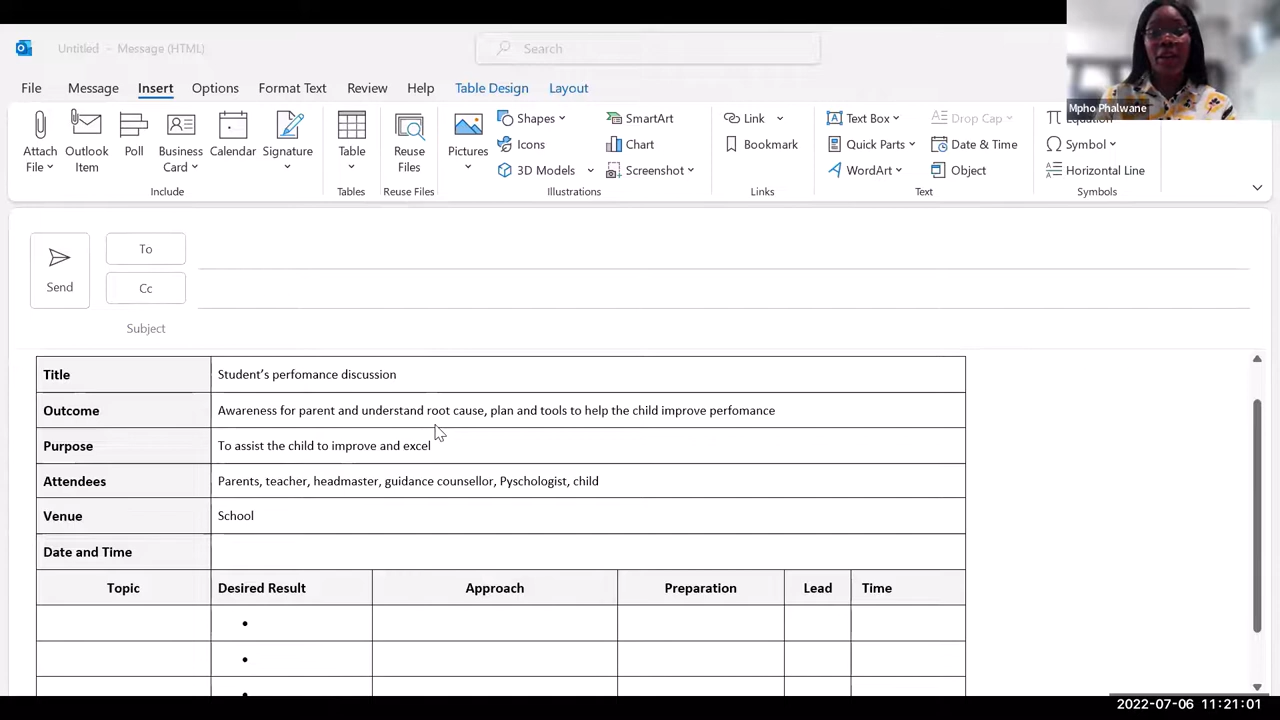 Untitled – Message (HTML)
Search
Mpho Phalwane
File Message Insert Options Format Text Review Help Table Design Layout
Attach File
Outlook Item
Poll
Business Card
Calendar
Signature
Include
Table
Tables
Reuse Files
Reuse Files
Pictures
Shapes
Icons
3D Models
SmartArt
Chart
Screenshot
Illustrations
Link
Bookmark
Links
Text Box
Quick Parts
WordArt
Drop Cap
Date & Time
Object
Text
Equation
Symbol
Horizontal Line
Symbols
Send
To
Cc
Subject
Title Student's perfomance discussion
Outcome Awareness for parent and understand root cause, plan and tools to help the child improve perfomance
Purpose To assist the child to improve and excel
Attendees Parents, teacher, headmaster, guidance counsellor, Pyschologist, child
Venue School
Date and Time
Topic Desired Result Approach Preparation Lead Time
2022-07-06 11:21:01